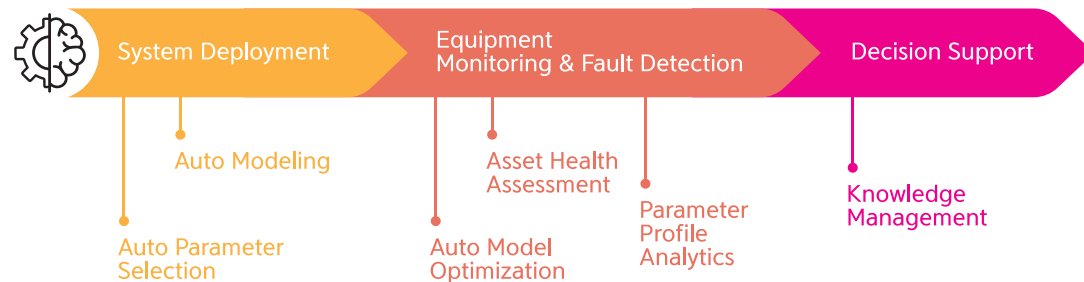 System Deployment
Equipment
Monitoring & Fault Detection
Decision Support
Auto Modeling
Auto Parameter
Selection
Asset Health
Assessment
Auto Model
Optimization
Parameter
Profile
Analytics
Knowledge
Management